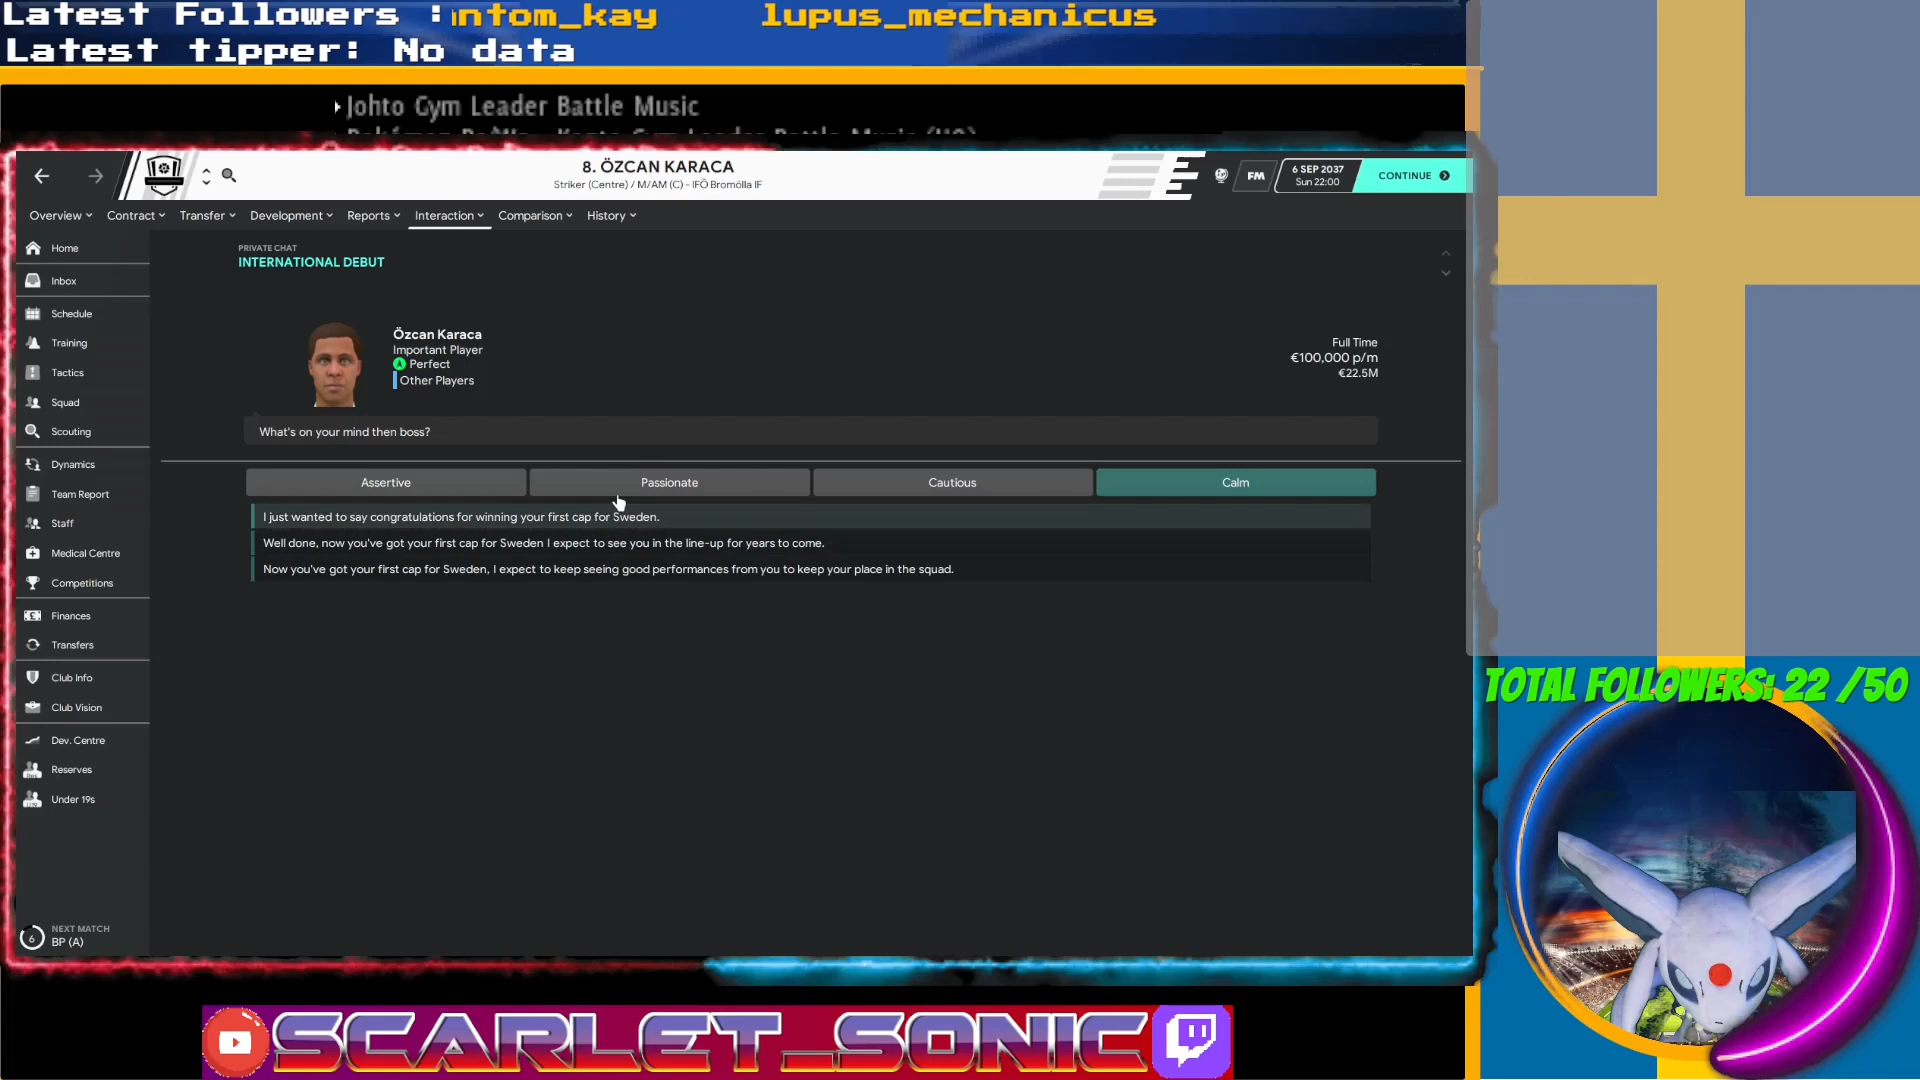 Latest Followers : ntom_kay lupus_mechanicus
Latest tipper: No data
Johto Gym Leader Battle Music
8. ÖZCAN KARACA
Striker (Centre) / M/AM (C) - IFÖ Bromölla IF
FM
6 SEP 2037
Sun 22:00
CONTINUE
Overview Contract Transfer Development Reports Interaction Comparison History
Home
Inbox
Schedule
Training
Tactics
Squad
Scouting
Dynamics
Team Report
Staff
Medical Centre
Competitions
Finances
Transfers
Club Info
Club Vision
Dev. Centre
Reserves
Under 19s
6
NEXT MATCH
BP (A)
PRIVATE CHAT
INTERNATIONAL DEBUT
Özcan Karaca
Important Player
Perfect
Other Players
Full Time
€100,000 p/m
€22.5M
What's on your mind then boss?
Assertive Passionate Cautious Calm
I just wanted to say congratulations for winning your first cap for Sweden.
Well done, now you've got your first cap for Sweden I expect to see you in the line-up for years to come.
Now you've got your first cap for Sweden, I expect to keep seeing good performances from you to keep your place in the squad.
TOTAL FOLLOWERS: 22 /50
SCARLET_SONIC